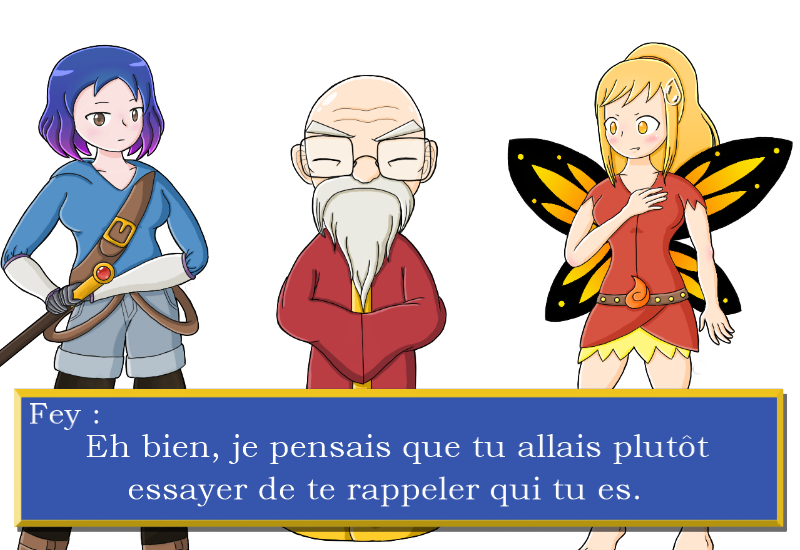 Fey :
Eh bien, je pensais que tu allais plutôt
essayer de te rappeler qui tu es.